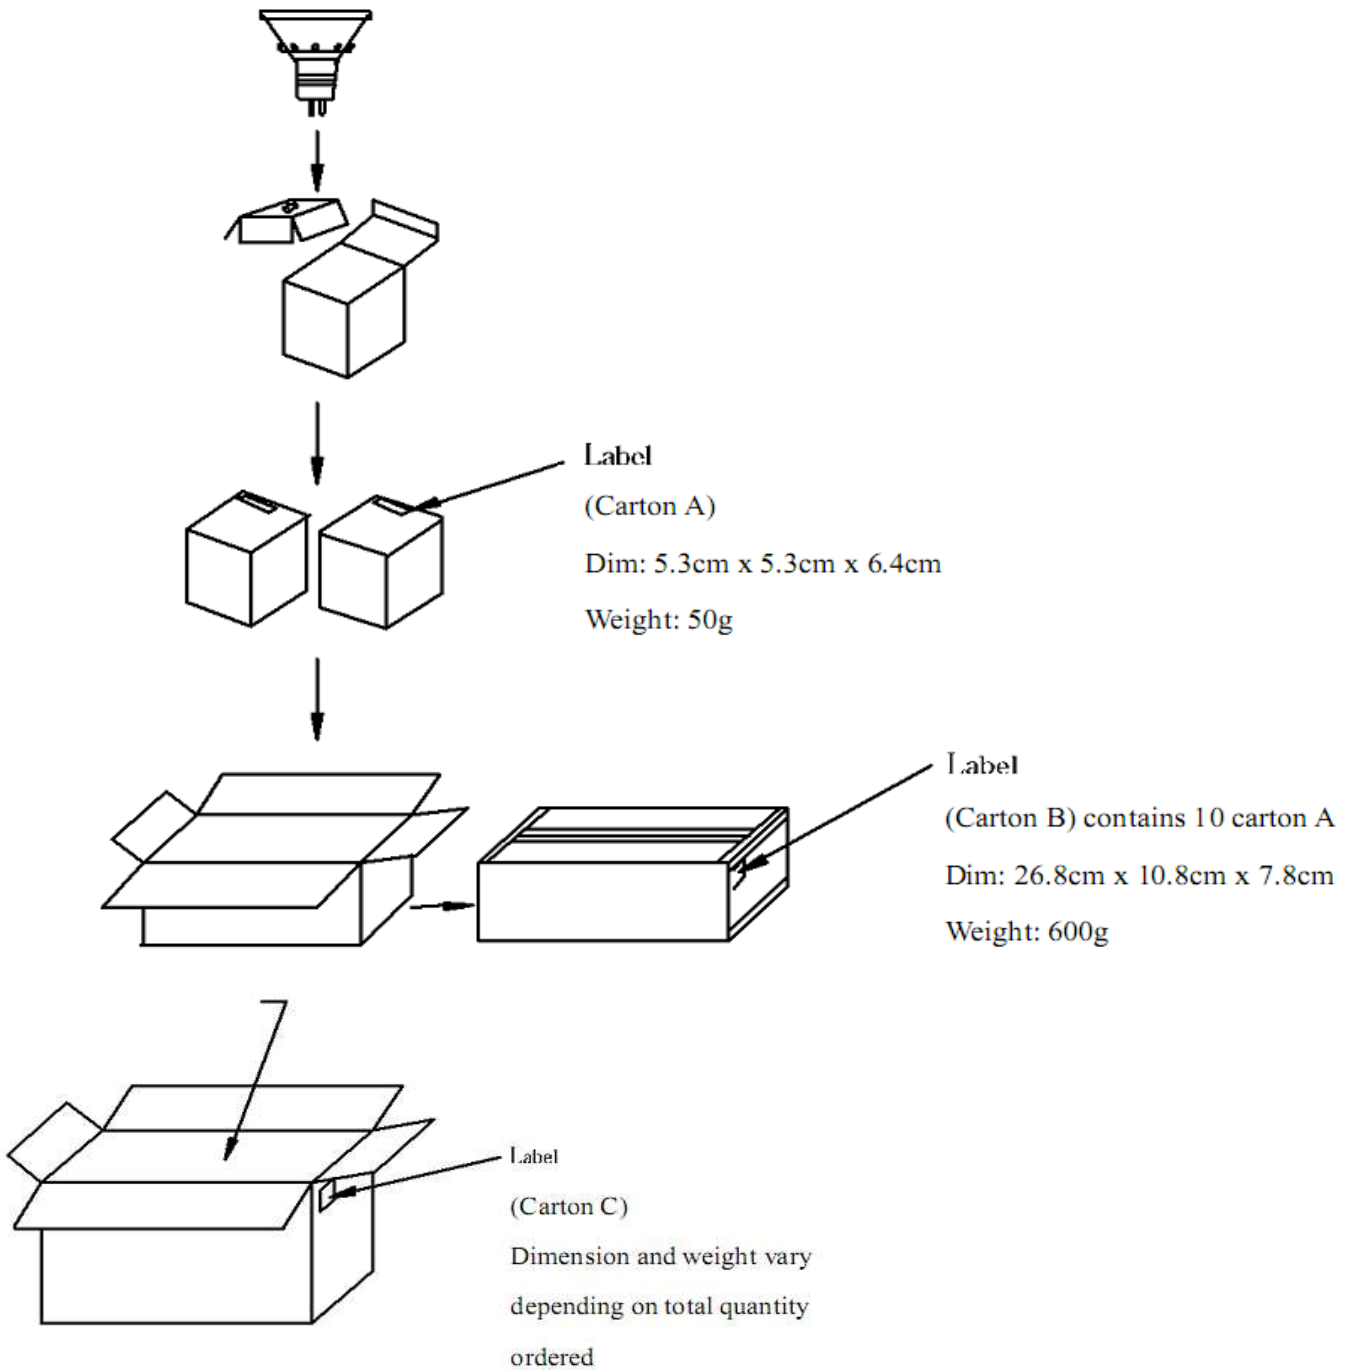 Label
(Carton A)
Dim: 5.3cm x 5.3cm x 6.4cm
Weight: 50g
Label
(Carton B) contains 10 carton A
Dim: 26.8cm x 10.8cm x 7.8cm
Weight: 600g
Label
(Carton C)
Dimension and weight vary
depending on total quantity
ordered